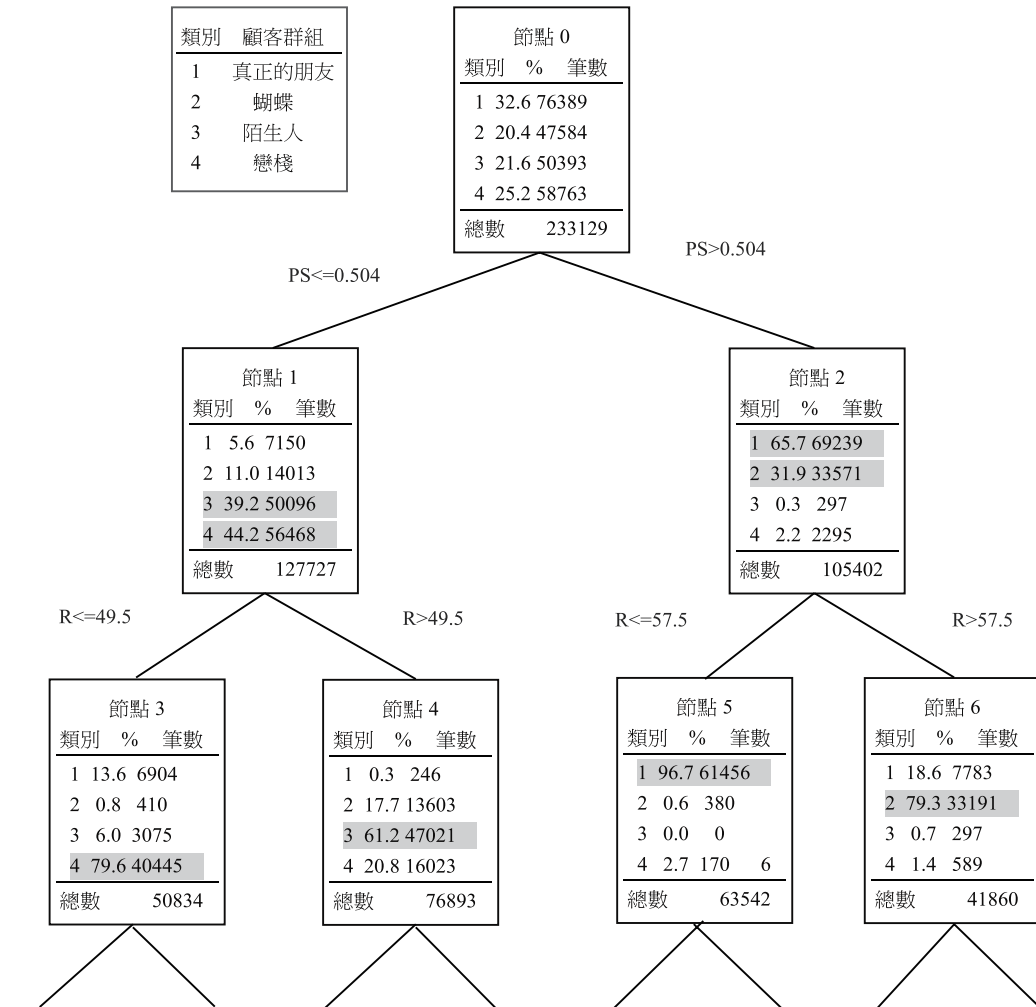 類別 顧客群組
1 真正的朋友
2 蝴蝶
3 陌生人
4 戀棧
節點 0
類別 % 筆數
1 32.6 76389
2 20.4 47584
3 21.6 50393
4 25.2 58763
總數 233129
PS<=0.504
PS>0.504
節點 1
類別 % 筆數
1 5.6 7150
2 11.0 14013
3 39.2 50096
4 44.2 56468
總數 127727
節點 2
類別 % 筆數
1 65.7 69239
2 31.9 33571
3 0.3 297
4 2.2 2295
總數 105402
R<=49.5
R>49.5
R<=57.5
R>57.5
節點 3
類別 % 筆數
1 13.6 6904
2 0.8 410
3 6.0 3075
4 79.6 40445
總數 50834
節點 4
類別 % 筆數
1 0.3 246
2 17.7 13603
3 61.2 47021
4 20.8 16023
總數 76893
節點 5
類別 % 筆數
1 96.7 61456
2 0.6 380
3 0.0 0
4 2.7 170 6
總數 63542
節點 6
類別 % 筆數
1 18.6 7783
2 79.3 33191
3 0.7 297
4 1.4 589
總數 41860